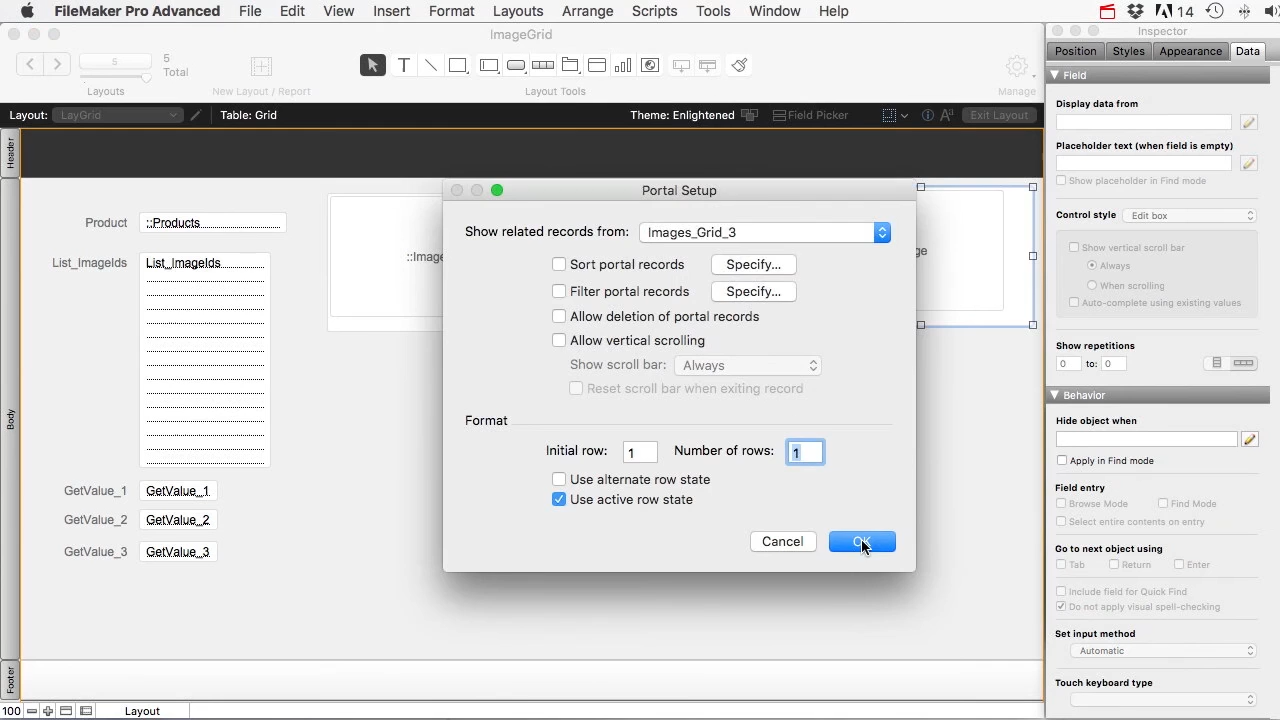 FileMaker Pro Advanced File Edit View Insert Format Layouts Arrange Scripts Tools Window Help 14
ImageGrid
Inspector
5
5
Total
Layouts
New Layout / Report
Layout Tools
Manage
Position Styles Appearance Data
Layout: LayGrid Table: Grid Theme: Enlightened Field Picker Exit Layout
Header
Body
Footer
Product ::Products
List_ImageIds List_ImageIds
GetValue_1 GetValue_1
GetValue_2 GetValue_2
GetValue_3 GetValue_3
::Image
ge
Portal Setup
Show related records from: Images_Grid_3
Sort portal records Specify...
Filter portal records Specify...
Allow deletion of portal records
Allow vertical scrolling
Show scroll bar: Always
Reset scroll bar when exiting record
Format
Initial row: 1 Number of rows: 1
Use alternate row state
Use active row state
Cancel OK
Field
Display data from
Placeholder text (when field is empty)
Show placeholder in Find mode
Control style Edit box
Show vertical scroll bar
Always
When scrolling
Auto-complete using existing values
Show repetitions
0 to: 0
Behavior
Hide object when
Apply in Find mode
Field entry
Browse Mode Find Mode
Select entire contents on entry
Go to next object using
Tab Return Enter
Include field for Quick Find
Do not apply visual spell-checking
Set input method
Automatic
Touch keyboard type
100 Layout